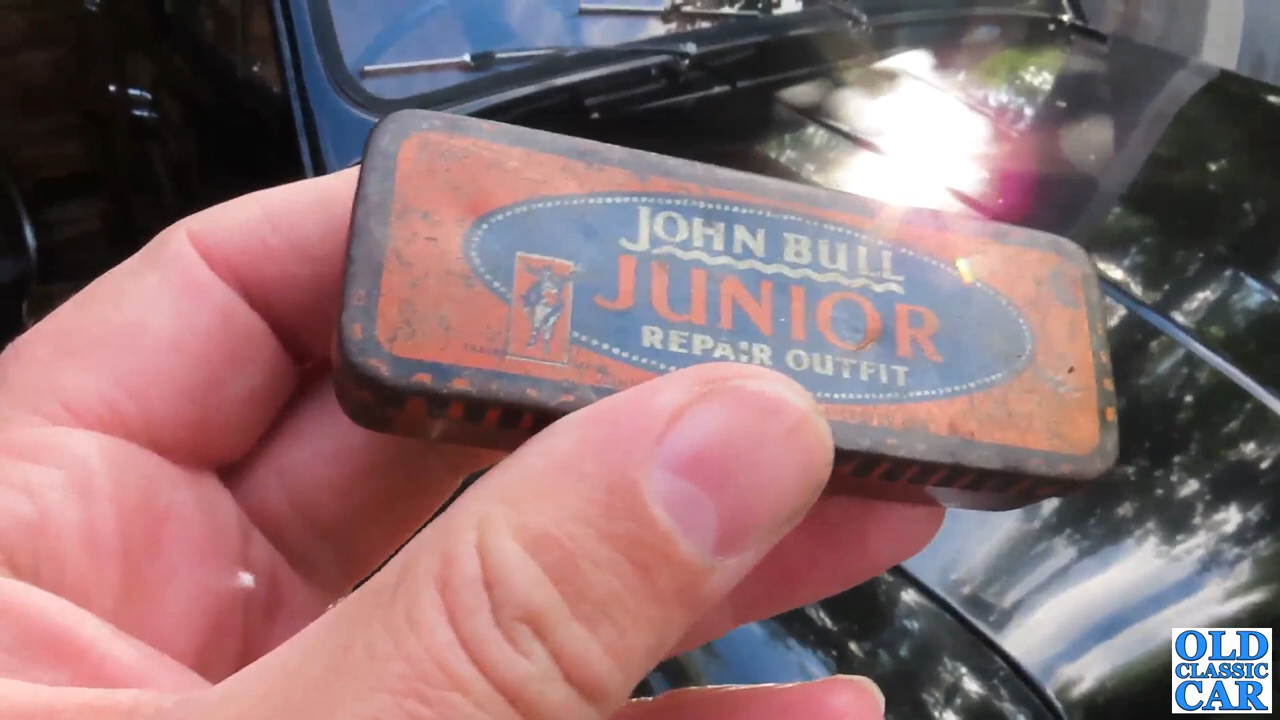 JOHN BULL
JUNIOR
REPAIR OUTFIT
OLD
CLASSIC
CAR